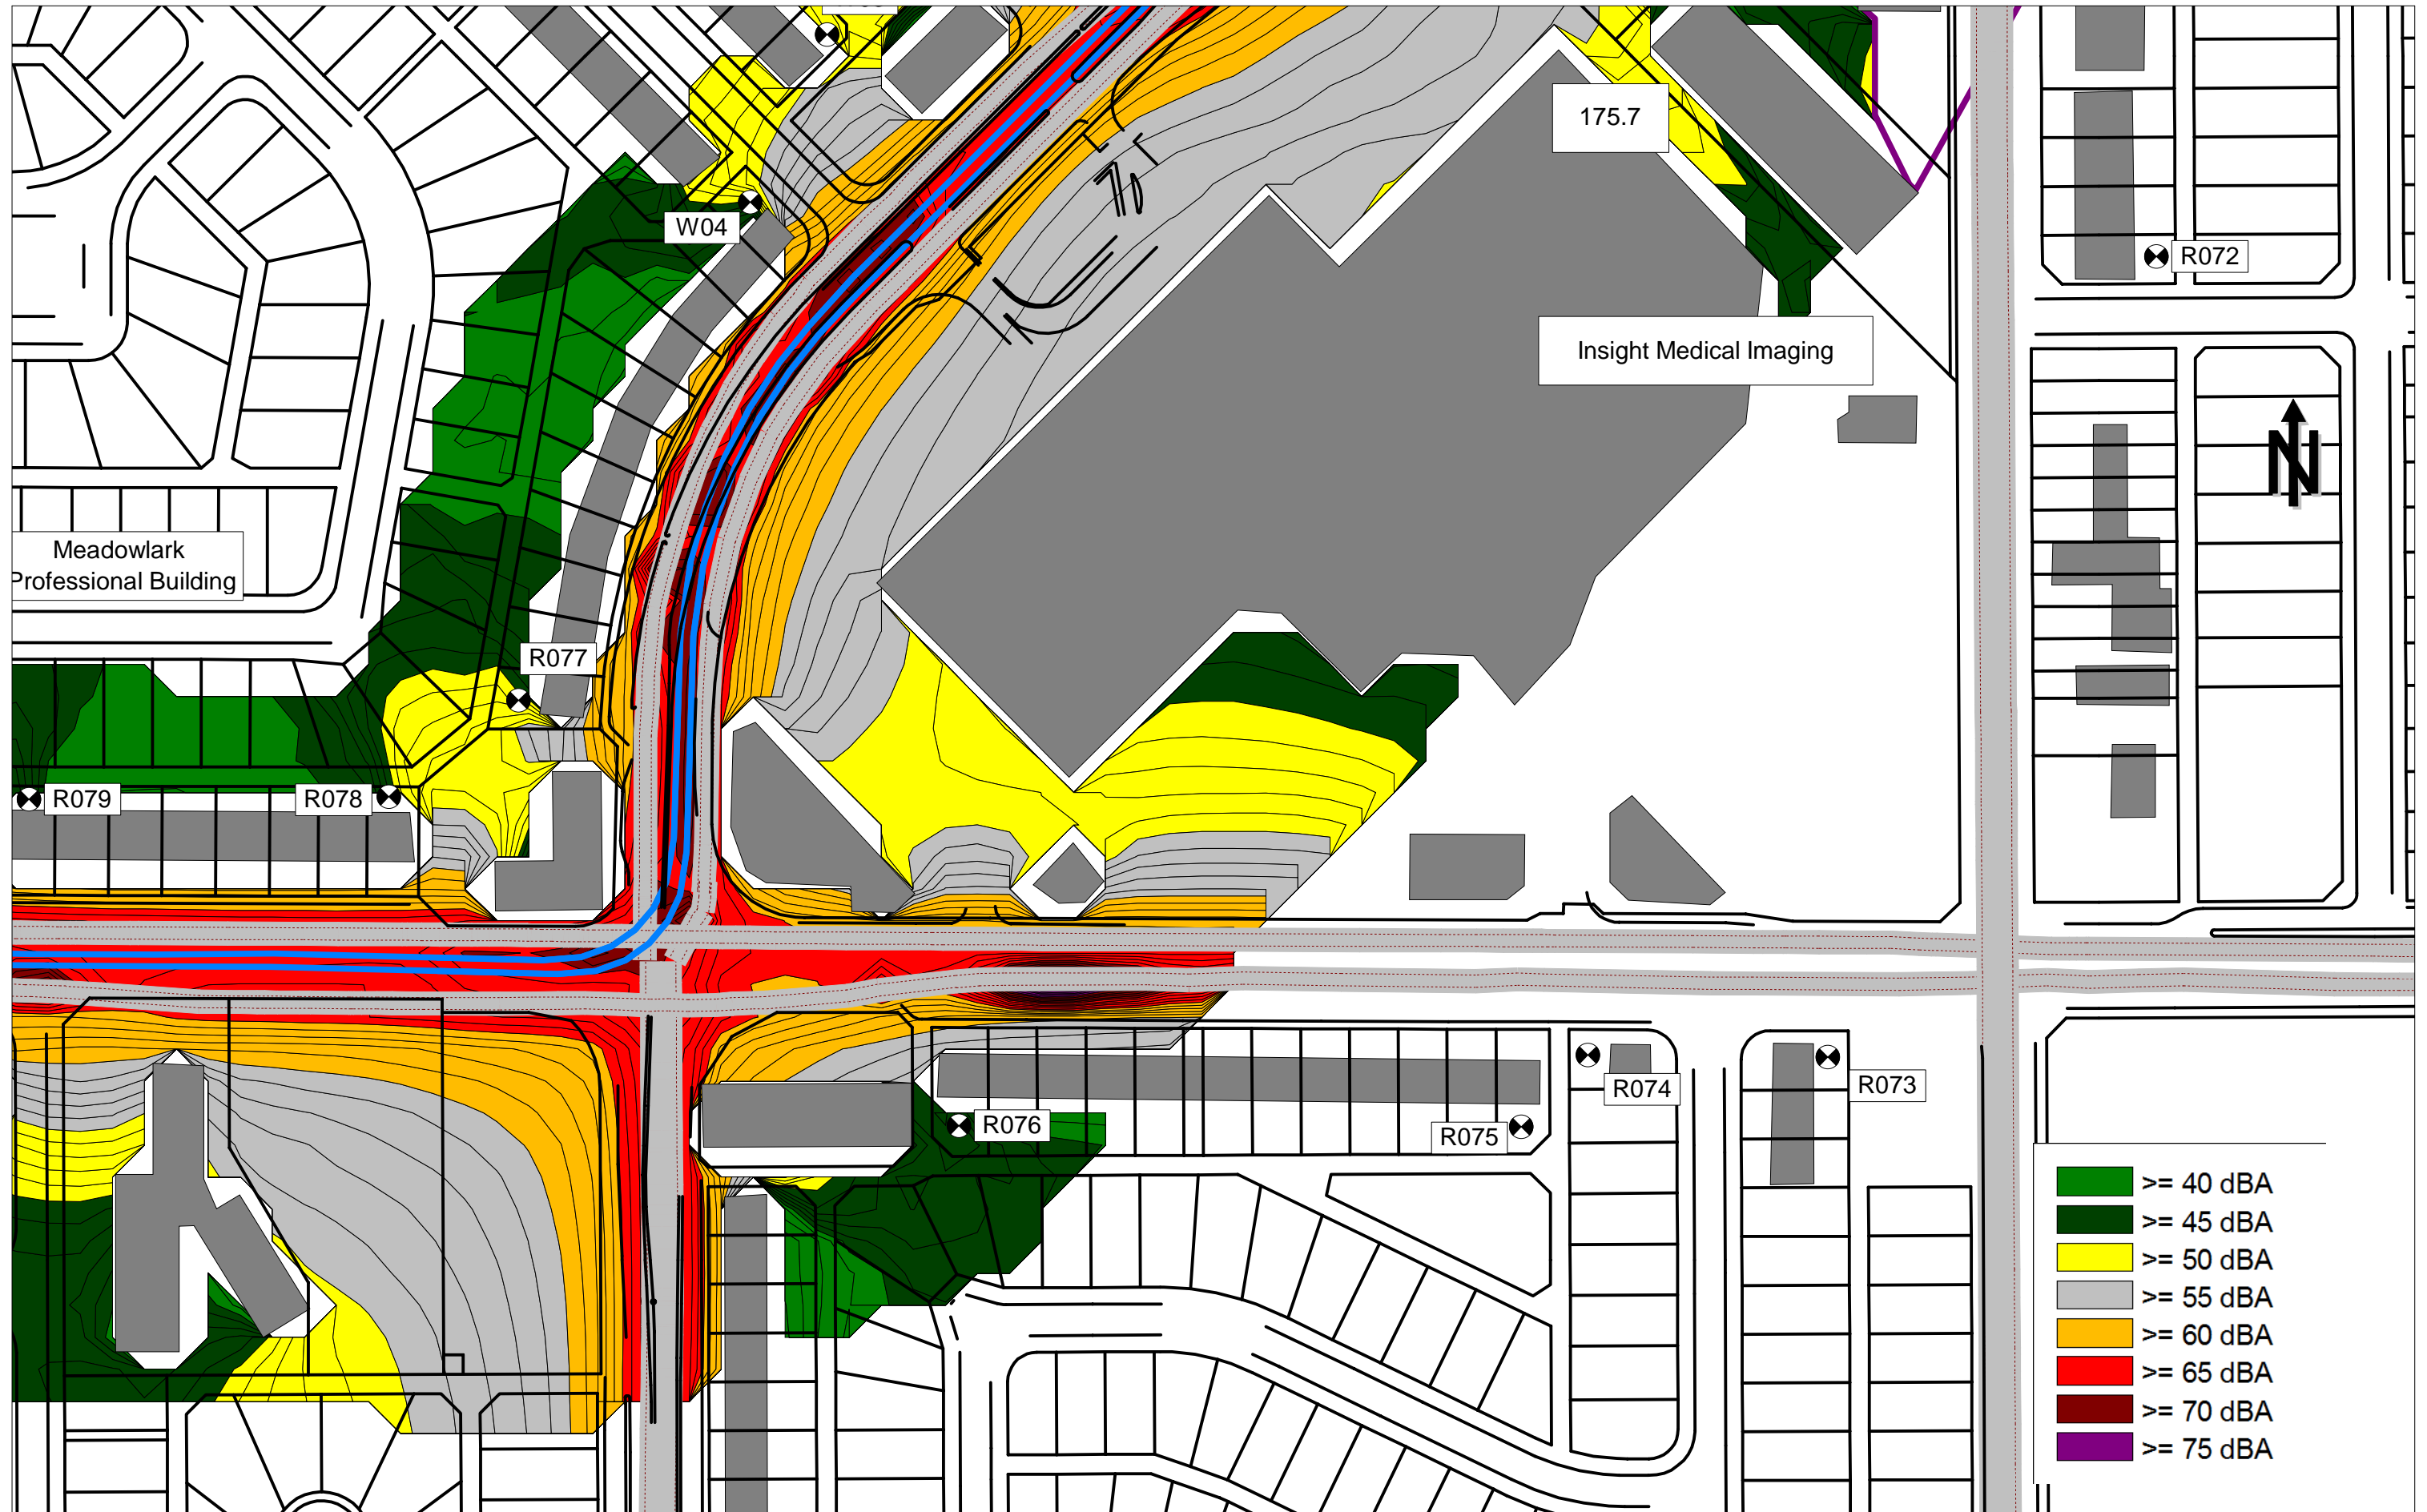 175.7
W04
R072
Insight Medical Imaging
N
Meadowlark
Professional Building
R077
R079
R078
R074
R073
R076
R075
>= 40 dBA
>= 45 dBA
>= 50 dBA
>= 55 dBA
>= 60 dBA
>= 65 dBA
>= 70 dBA
>= 75 dBA